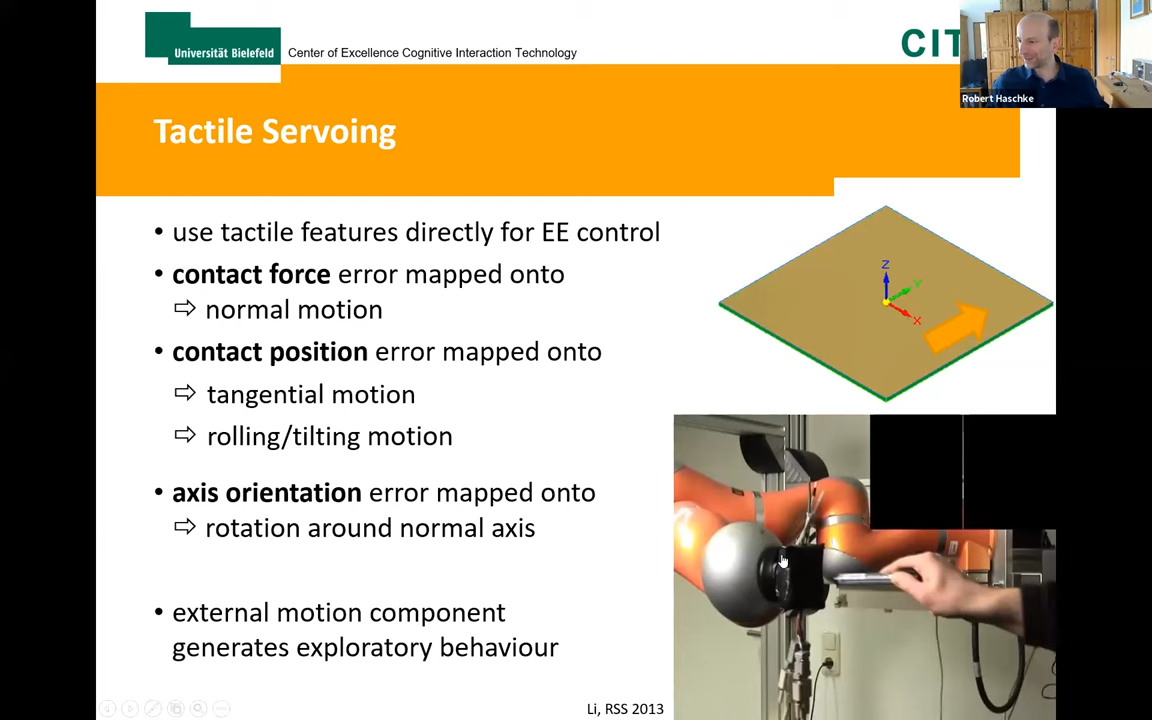 Universität Bielefeld
Center of Excellence Cognitive Interaction Technology
CIT
Robert Haschke
Tactile Servoing
• use tactile features directly for EE control
• contact force error mapped onto
⇨ normal motion
• contact position error mapped onto
⇨ tangential motion
⇨ rolling/tilting motion
• axis orientation error mapped onto
⇨ rotation around normal axis
• external motion component
generates exploratory behaviour
Z
Y
X
Li, RSS 2013